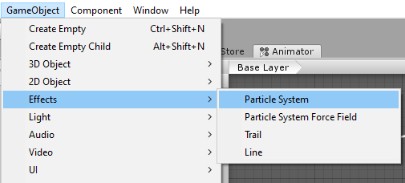 GameObject Component Window Help
Create Empty Ctrl+Shift+N
Create Empty Child Alt+Shift+N
3D Object
2D Object
Effects
Light
Audio
Video
UI
Store Animator
Base Layer
Particle System
Particle System Force Field
Trail
Line